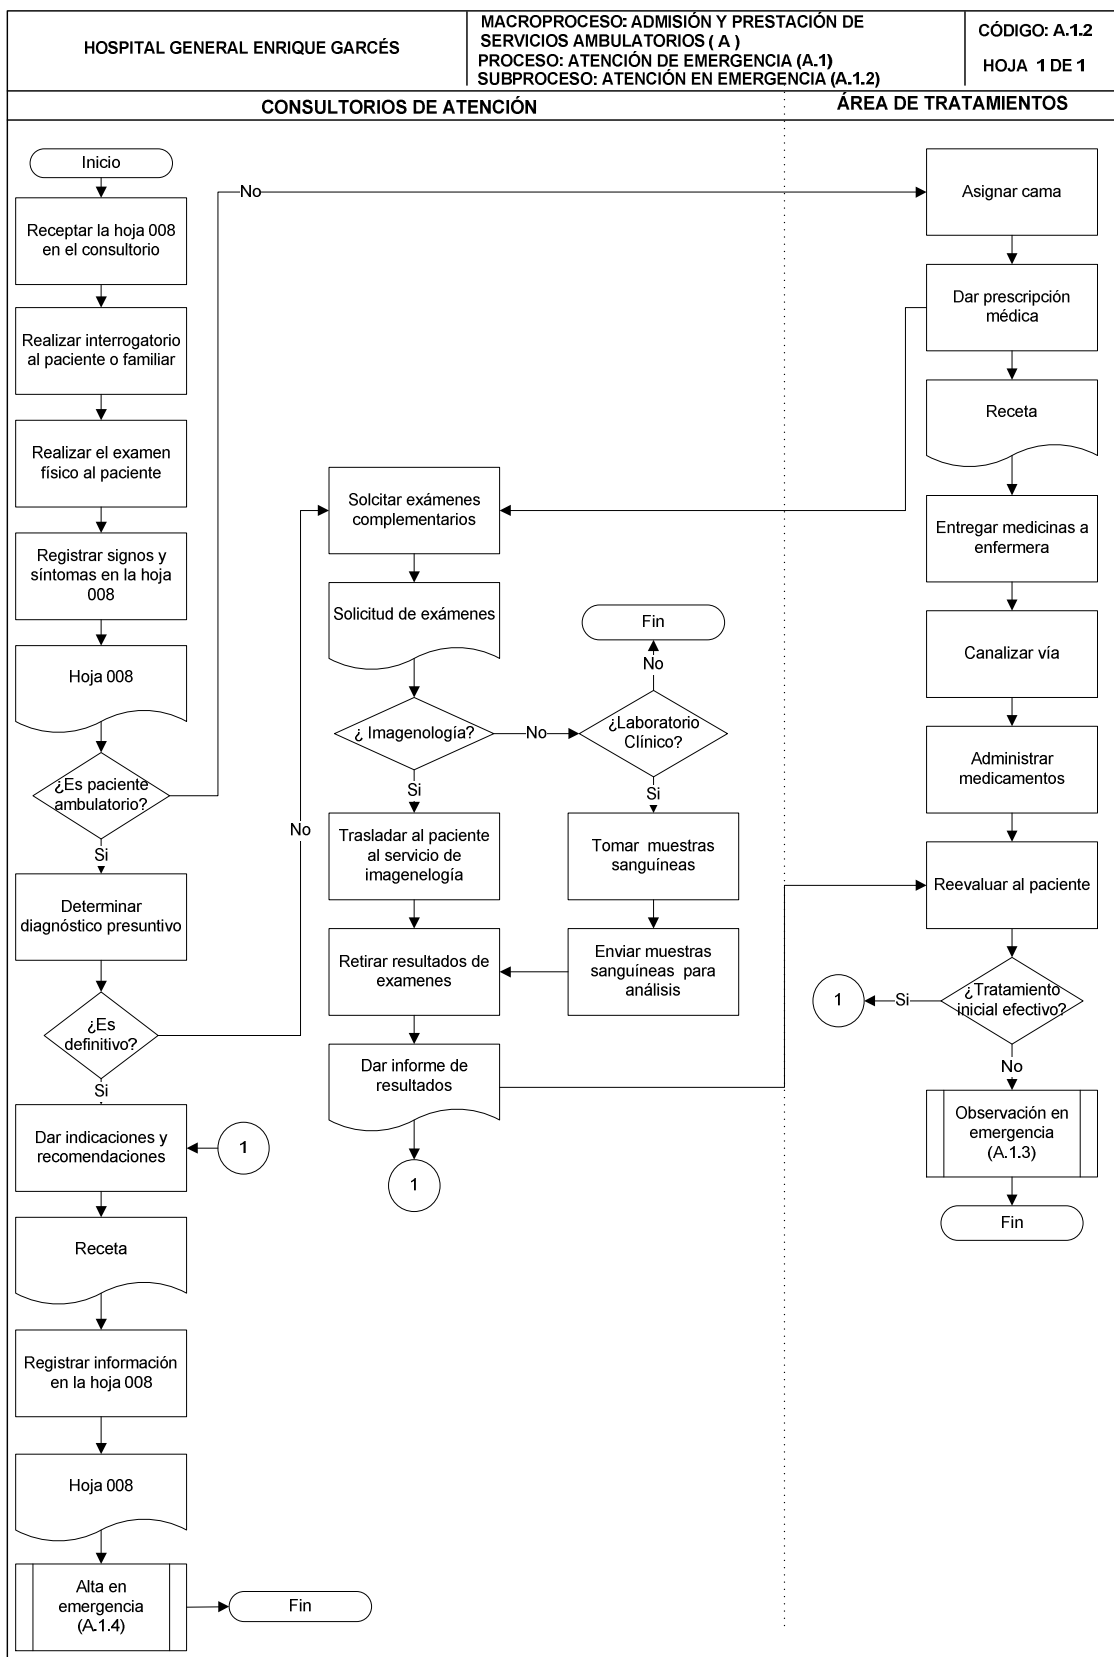 HOSPITAL GENERAL ENRIQUE GARCÉS
MACROPROCESO: ADMISIÓN Y PRESTACIÓN DE
SERVICIOS AMBULATORIOS ( A )
PROCESO: ATENCIÓN DE EMERGENCIA (A.1)
SUBPROCESO: ATENCIÓN EN EMERGENCIA (A.1.2)
CÓDIGO: A.1.2
HOJA 1 DE 1
CONSULTORIOS DE ATENCIÓN
ÁREA DE TRATAMIENTOS
Inicio
Receptar la hoja 008
en el consultorio
Realizar interrogatorio
al paciente o familiar
Realizar el examen
físico al paciente
Registrar signos y
síntomas en la hoja
008
Hoja 008
¿Es paciente
ambulatorio?
No
Si
Determinar
diagnóstico presuntivo
¿Es
definitivo?
No
Si
Dar indicaciones y
recomendaciones
1
Receta
Registrar información
en la hoja 008
Hoja 008
Alta en
emergencia
(A.1.4)
Fin
Solcitar exámenes
complementarios
Solicitud de exámenes
¿ Imagenología?
No
Si
Trasladar al paciente
al servicio de
imagenelogía
Retirar resultados de
examenes
Dar informe de
resultados
1
Fin
No
¿Laboratorio
Clínico?
Si
Tomar muestras
sanguíneas
Enviar muestras
sanguíneas para
análisis
Asignar cama
Dar prescripción
médica
Receta
Entregar medicinas a
enfermera
Canalizar vía
Administrar
medicamentos
Reevaluar al paciente
¿Tratamiento
inicial efectivo?
Si
1
No
Observación en
emergencia
(A.1.3)
Fin